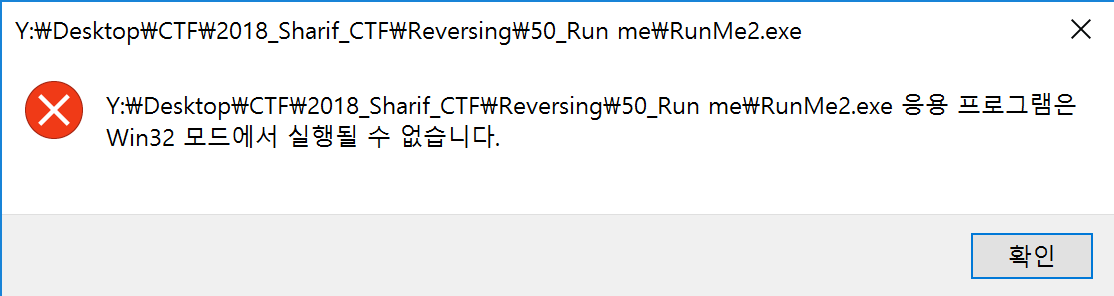 Y:₩Desktop₩CTF₩2018_Sharif_CTF₩Reversing₩50_Run me₩RunMe2.exe
Y:₩Desktop₩CTF₩2018_Sharif_CTF₩Reversing₩50_Run me₩RunMe2.exe 응용 프로그램은
Win32 모드에서 실행될 수 없습니다.
확인